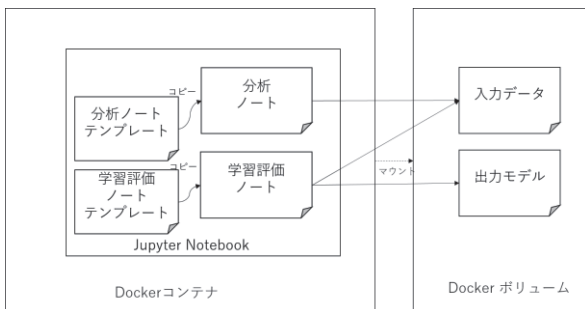 コピー
分析
ノート
分析ノート
テンプレート
入力データ
コピー
学習評価
ノート
学習評価
ノート
テンプレート
マウント
出力モデル
Jupyter Notebook
Dockerコンテナ
Docker ボリューム